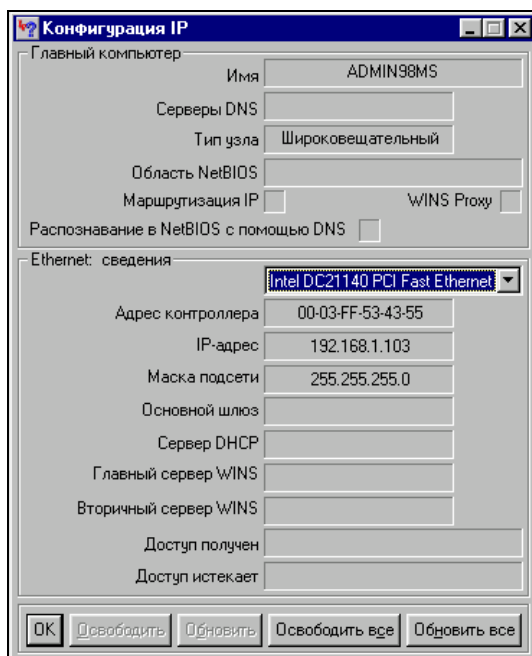 Конфигурация IP
Главный компьютер
Имя ADMIN98MS
Серверы DNS
Тип узла Широковещательный
Область NetBIOS
Маршрутизация IP WINS Proxy
Распознавание в NetBIOS с помощью DNS
Ethernet: сведения
Intel DC21140 PCI Fast Ethernet
Адрес контроллера 00-03-FF-53-43-55
IP-адрес 192.168.1.103
Маска подсети 255.255.255.0
Основной шлюз
Сервер DHCP
Главный сервер WINS
Вторичный сервер WINS
Доступ получен
Доступ истекает
OK Освободить Обновить Освободить все Обновить все